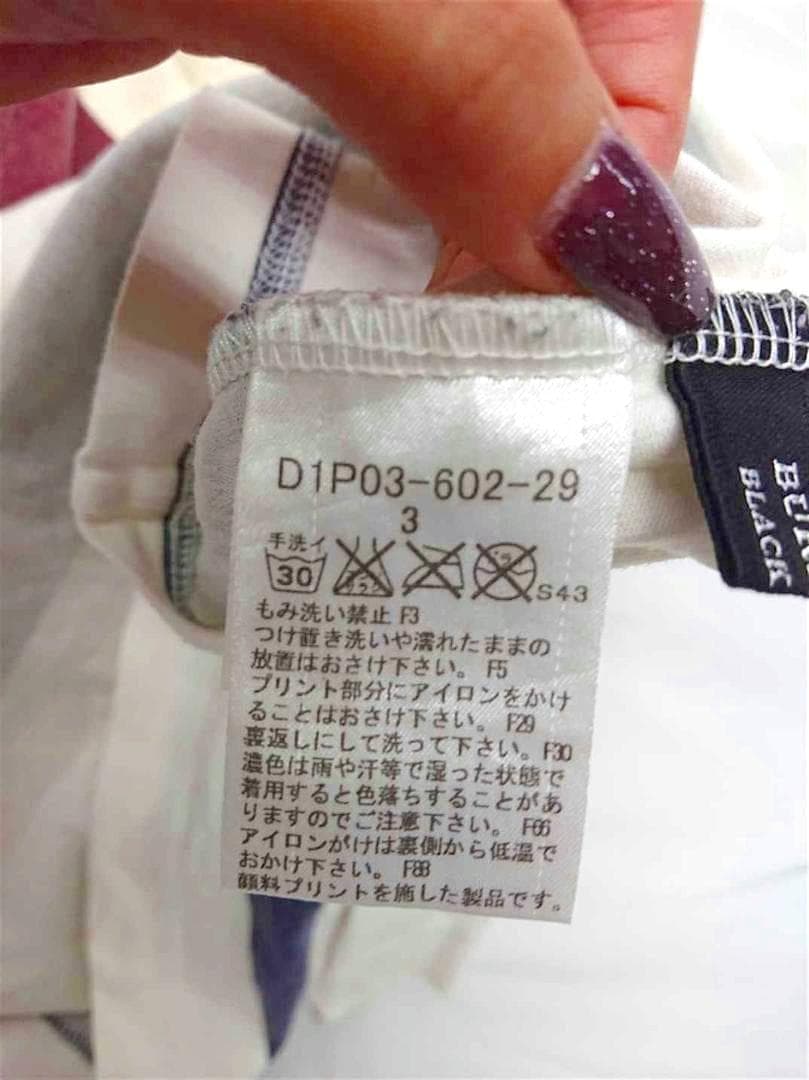 D1P03-602-29
3
手洗イ
30
エンソ
サラシ
S43
もみ洗い禁止 F3
つけ置き洗いや濡れたままの
放置はおさけ下さい。 F5
プリント部分にアイロンをかけ
ることはおさけ下さい。 F29
裏返しにして洗って下さい。F30
濃色は雨や汗等で湿った状態で
着用すると色落ちすることがあ
りますのでご注意下さい。 F66
アイロンがけは裏側から低温で
おかけ下さい。 F88
顔料プリントを施した製品です。
BLACK